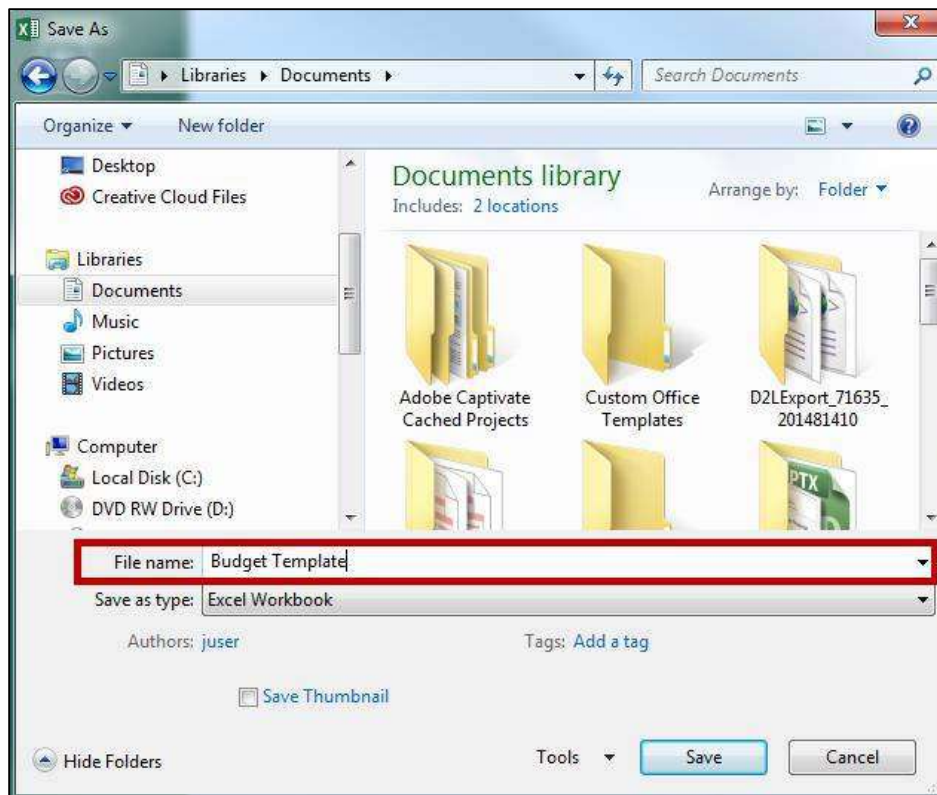 Save As
Libraries Documents
Search Documents
Organize
New folder
Desktop
Creative Cloud Files
Libraries
Documents
Music
Pictures
Videos
Computer
Local Disk (C:)
DVD RW Drive (D:)
Documents library
Includes: 2 locations
Arrange by: Folder
Adobe Captivate
Cached Projects
Custom Office
Templates
D2LExport_71635_
201481410
PTX
File name: Budget Template
Save as type: Excel Workbook
Authors: juser
Tags: Add a tag
Save Thumbnail
Hide Folders
Tools
Save
Cancel